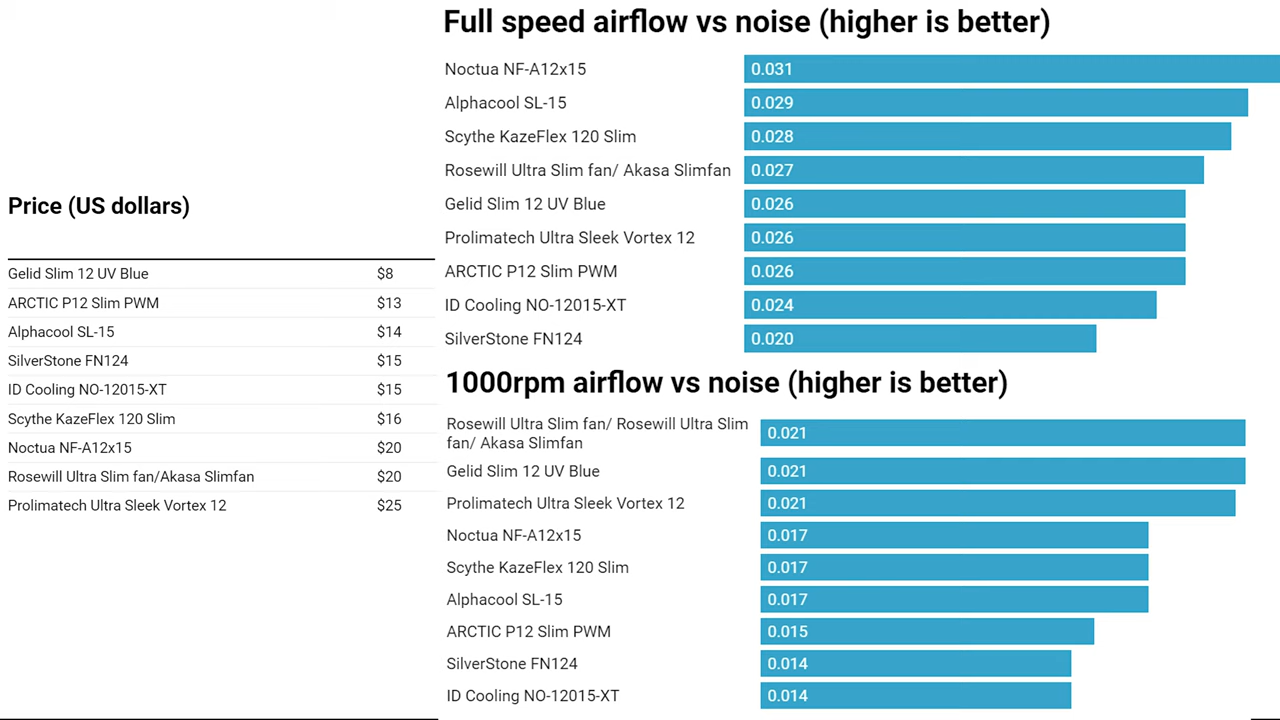 Price (US dollars)
Gelid Slim 12 UV Blue $8
ARCTIC P12 Slim PWM $13
Alphacool SL-15 $14
SilverStone FN124 $15
ID Cooling NO-12015-XT $15
Scythe KazeFlex 120 Slim $16
Noctua NF-A12x15 $20
Rosewill Ultra Slim fan/Akasa Slimfan $20
Prolimatech Ultra Sleek Vortex 12 $25
Full speed airflow vs noise (higher is better)
Noctua NF-A12x15 0.031
Alphacool SL-15 0.029
Scythe KazeFlex 120 Slim 0.028
Rosewill Ultra Slim fan/ Akasa Slimfan 0.027
Gelid Slim 12 UV Blue 0.026
Prolimatech Ultra Sleek Vortex 12 0.026
ARCTIC P12 Slim PWM 0.026
ID Cooling NO-12015-XT 0.024
SilverStone FN124 0.020
1000rpm airflow vs noise (higher is better)
Rosewill Ultra Slim fan/ Rosewill Ultra Slim
fan/ Akasa Slimfan 0.021
Gelid Slim 12 UV Blue 0.021
Prolimatech Ultra Sleek Vortex 12 0.021
Noctua NF-A12x15 0.017
Scythe KazeFlex 120 Slim 0.017
Alphacool SL-15 0.017
ARCTIC P12 Slim PWM 0.015
SilverStone FN124 0.014
ID Cooling NO-12015-XT 0.014